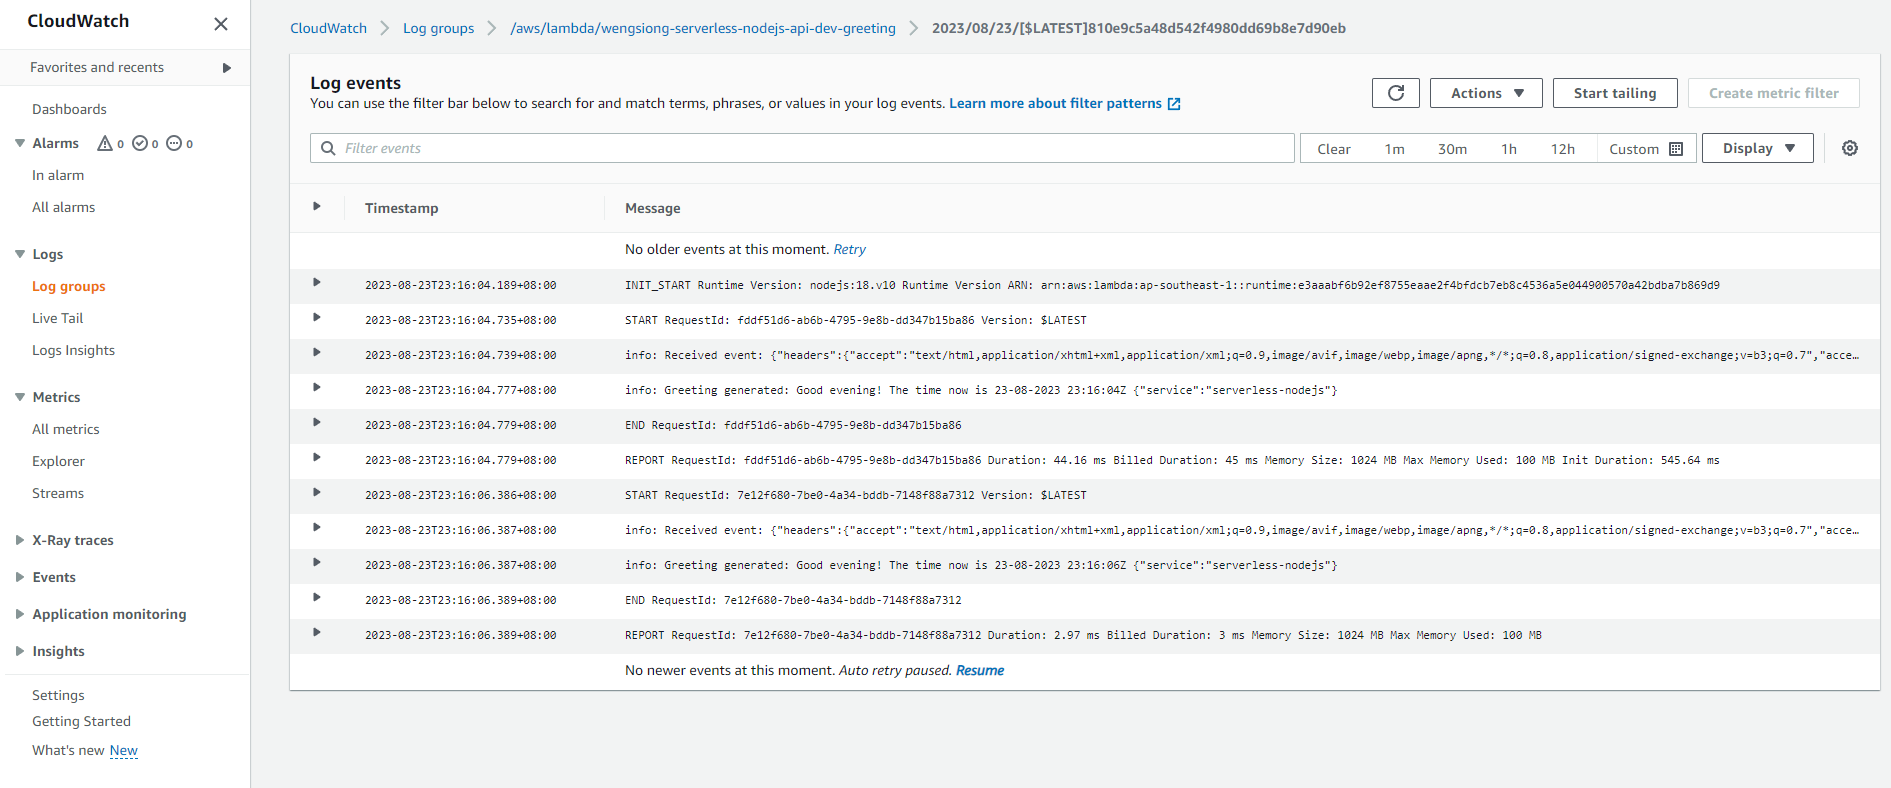 CloudWatch
Favorites and recents
Dashboards
Alarms 0 0 0
In alarm
All alarms
Logs
Log groups
Live Tail
Logs Insights
Metrics
All metrics
Explorer
Streams
X-Ray traces
Events
Application monitoring
Insights
Settings
Getting Started
What's new New
CloudWatch Log groups /aws/lambda/wengsiong-serverless-nodejs-api-dev-greeting 2023/08/23/[$LATEST]810e9c5a48d542f4980dd69b8e7d90eb
Log events
You can use the filter bar below to search for and match terms, phrases, or values in your log events. Learn more about filter patterns
Actions Start tailing Create metric filter
Filter events Clear 1m 30m 1h 12h Custom Display
Timestamp Message
No older events at this moment. Retry
2023-08-23T23:16:04.189+08:00 INIT_START Runtime Version: nodejs:18.v10 Runtime Version ARN: arn:aws:lambda:ap-southeast-1::runtime:e3aaabf6b92ef8755eaae2f4bfdcb7eb8c4536a5e044900570a42bdba7b869d9
2023-08-23T23:16:04.735+08:00 START RequestId: fddf51d6-ab6b-4795-9e8b-dd347b15ba86 Version: $LATEST
2023-08-23T23:16:04.739+08:00 info: Received event: {"headers":{"accept":"text/html,application/xhtml+xml,application/xml;q=0.9,image/avif,image/webp,image/apng,*/*;q=0.8,application/signed-exchange;v=b3;q=0.7","acce…
2023-08-23T23:16:04.777+08:00 info: Greeting generated: Good evening! The time now is 23-08-2023 23:16:04Z {"service":"serverless-nodejs"}
2023-08-23T23:16:04.779+08:00 END RequestId: fddf51d6-ab6b-4795-9e8b-dd347b15ba86
2023-08-23T23:16:04.779+08:00 REPORT RequestId: fddf51d6-ab6b-4795-9e8b-dd347b15ba86 Duration: 44.16 ms Billed Duration: 45 ms Memory Size: 1024 MB Max Memory Used: 100 MB Init Duration: 545.64 ms
2023-08-23T23:16:06.386+08:00 START RequestId: 7e12f680-7be0-4a34-bddb-7148f88a7312 Version: $LATEST
2023-08-23T23:16:06.387+08:00 info: Received event: {"headers":{"accept":"text/html,application/xhtml+xml,application/xml;q=0.9,image/avif,image/webp,image/apng,*/*;q=0.8,application/signed-exchange;v=b3;q=0.7","acce…
2023-08-23T23:16:06.387+08:00 info: Greeting generated: Good evening! The time now is 23-08-2023 23:16:06Z {"service":"serverless-nodejs"}
2023-08-23T23:16:06.389+08:00 END RequestId: 7e12f680-7be0-4a34-bddb-7148f88a7312
2023-08-23T23:16:06.389+08:00 REPORT RequestId: 7e12f680-7be0-4a34-bddb-7148f88a7312 Duration: 2.97 ms Billed Duration: 3 ms Memory Size: 1024 MB Max Memory Used: 100 MB
No newer events at this moment. Auto retry paused. Resume